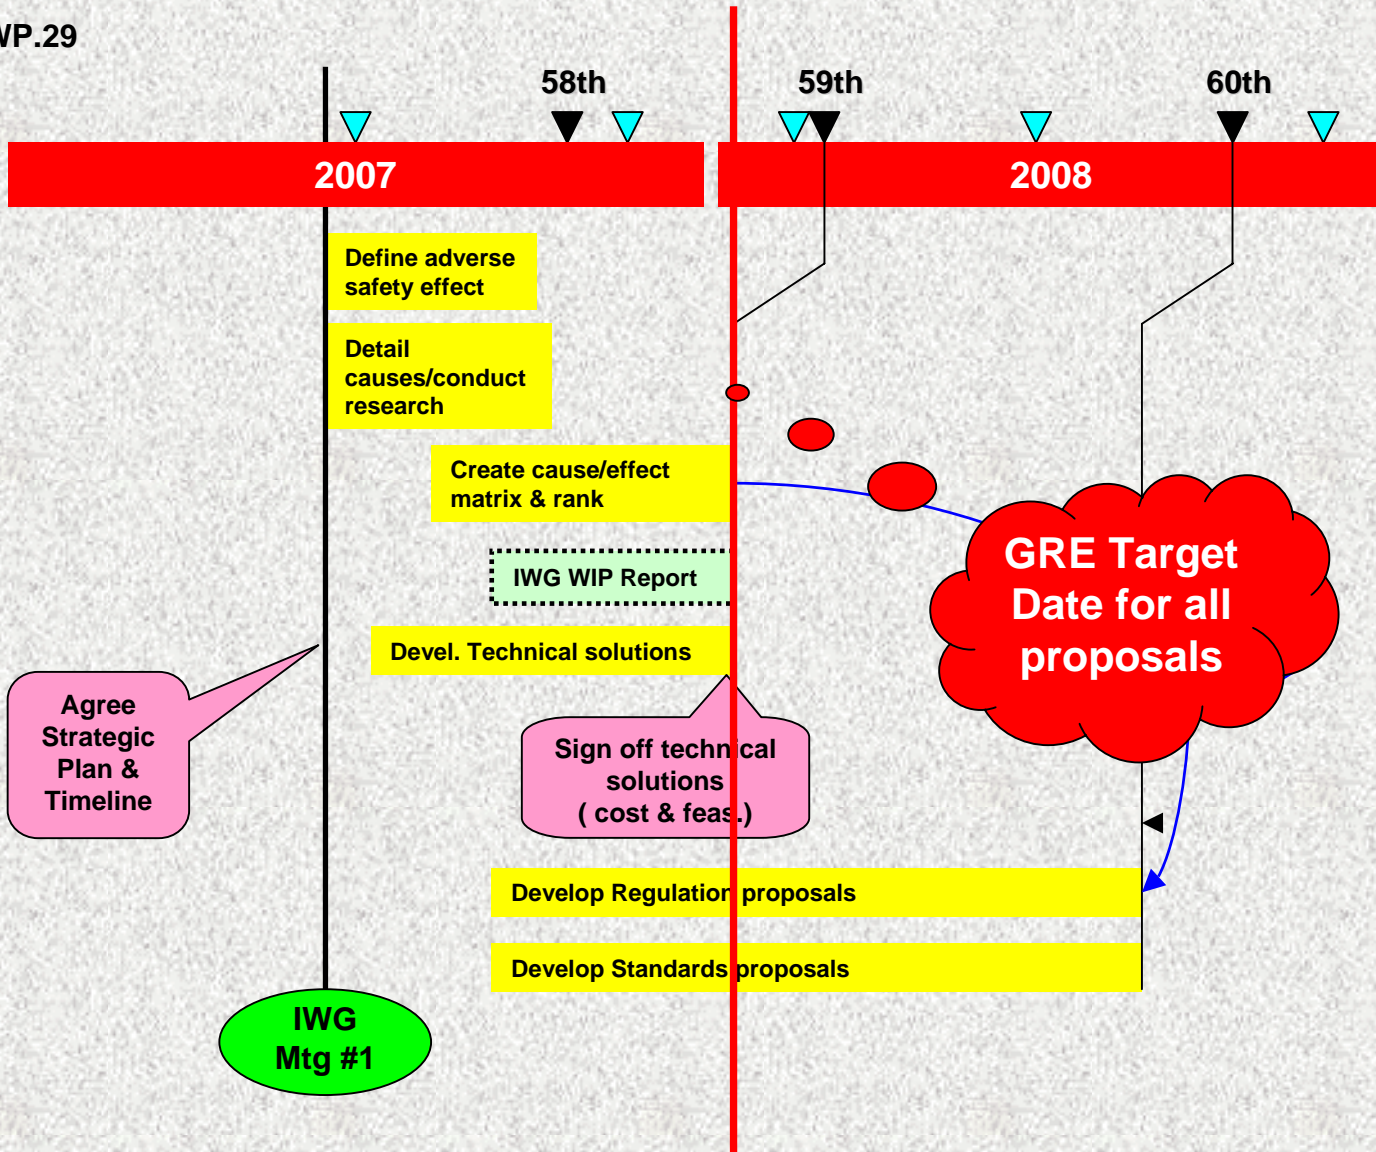 WP.29
58th
59th
60th
2007
2008
Define adverse
safety effect
Detail
causes/conduct
research
Create cause/effect
matrix & rank
IWG WIP Report
Devel. Technical solutions
GRE Target
Date for all
proposals
Agree
Strategic
Plan &
Timeline
Sign off technical
solutions
( cost & feas.)
Develop Regulation proposals
Develop Standards proposals
IWG
Mtg #1